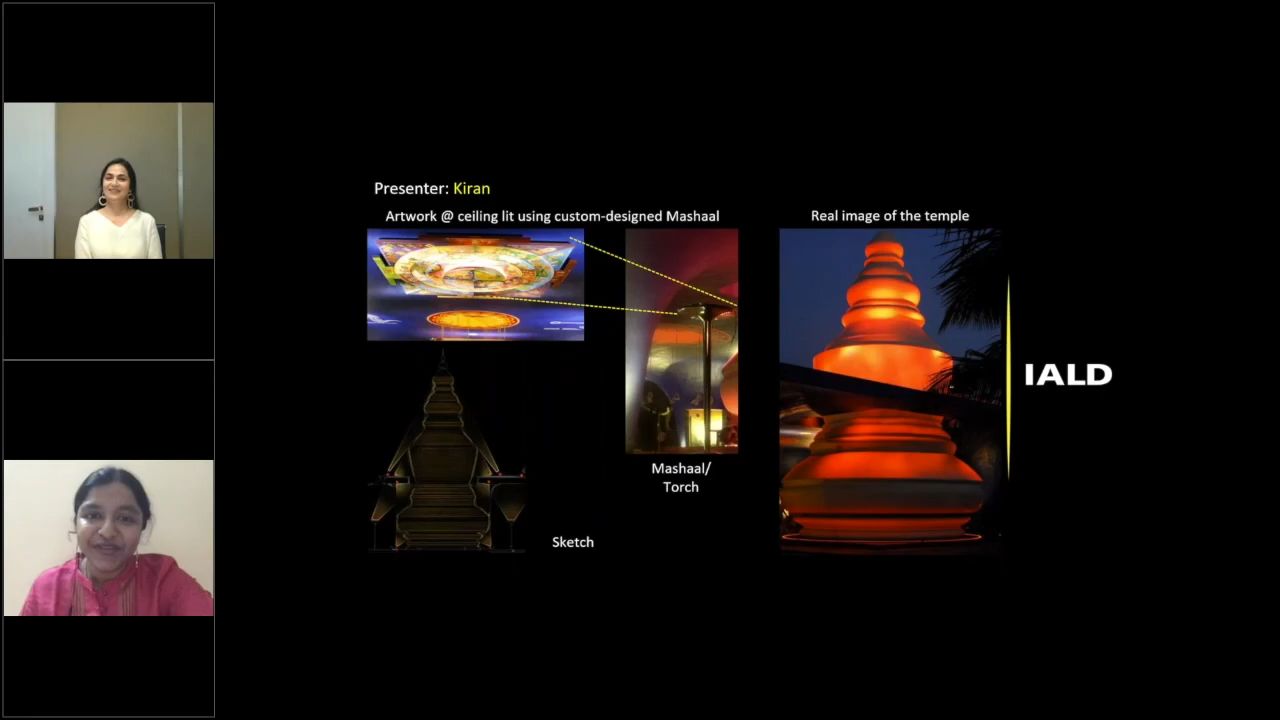 Presenter: Kiran
Artwork @ ceiling lit using custom-designed Mashaal
Real image of the temple
Mashaal/
Torch
Sketch
IALD